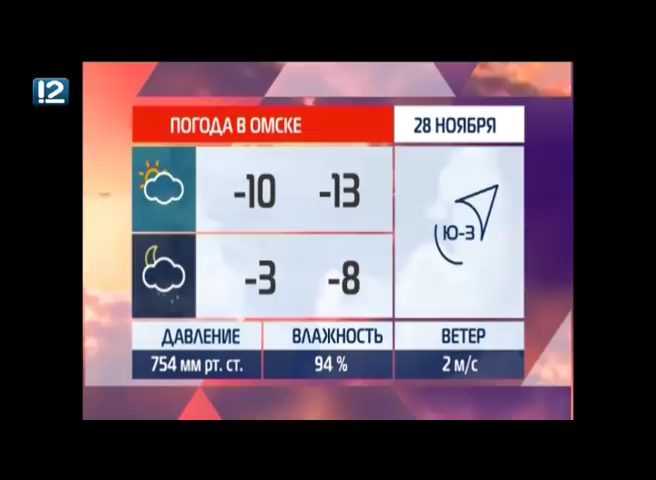 12
ПОГОДА В ОМСКЕ
28 НОЯБРЯ
-10 -13
Ю-З
-3 -8
ДАВЛЕНИЕ
ВЛАЖНОСТЬ
ВЕТЕР
754 мм рт. ст.
94 %
2 м/с